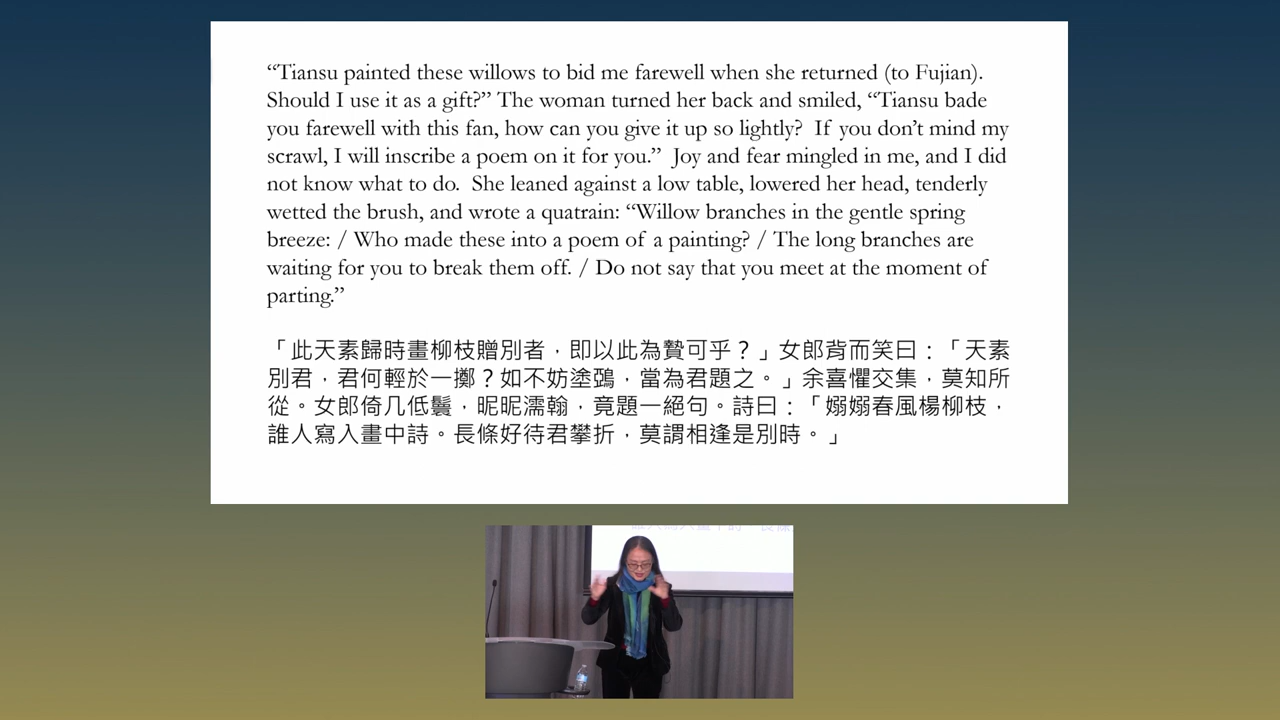 “Tiansu painted these willows to bid me farewell when she returned (to Fujian).
Should I use it as a gift?” The woman turned her back and smiled, “Tiansu bade
you farewell with this fan, how can you give it up so lightly?  If you don’t mind my
scrawl, I will inscribe a poem on it for you.”  Joy and fear mingled in me, and I did
not know what to do.  She leaned against a low table, lowered her head, tenderly
wetted the brush, and wrote a quatrain: “Willow branches in the gentle spring
breeze: / Who made these into a poem of a painting? / The long branches are
waiting for you to break them off. / Do not say that you meet at the moment of
parting.”
「此天素歸時畫柳枝贈別者，即以此為贄可乎？」女郎背而笑曰：「天素
別君，君何輕於一擲？如不妨塗鴉，當為君題之。」余喜懼交集，莫知所
從。女郎倚几低鬟，昵昵濡翰，竟題一絕句。詩曰：「嫋嫋春風楊柳枝，
誰人寫入畫中詩。長條好待君攀折，莫謂相逢是別時。」